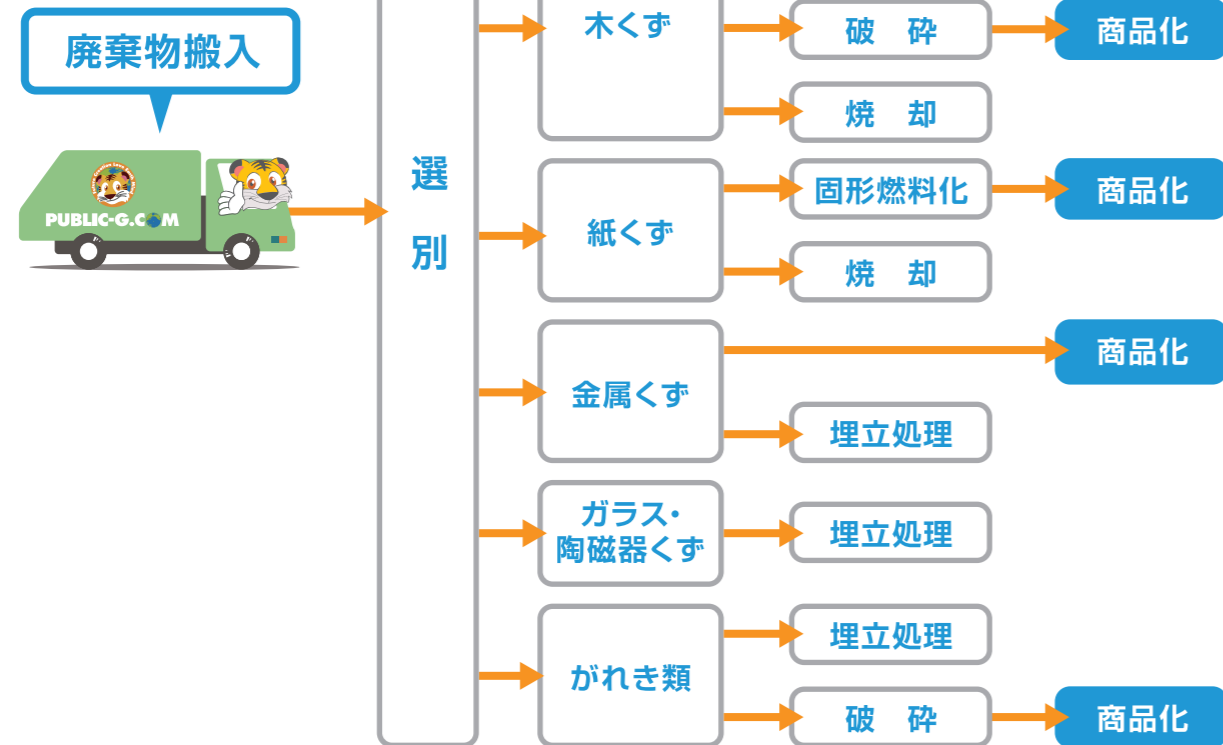 廃棄物搬入
PUBLIC-G.COM
選
別
木くず
破　砕
商品化
焼　却
紙くず
固形燃料化
商品化
焼　却
金属くず
商品化
埋立処理
ガラス・
陶磁器くず
埋立処理
がれき類
埋立処理
破　砕
商品化